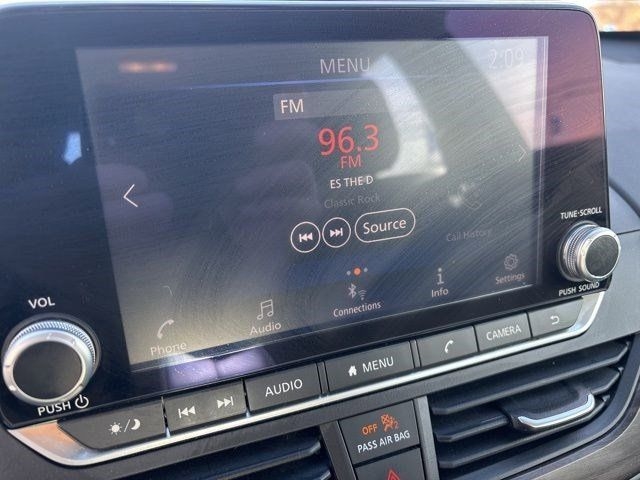 MENU
2:09
FM
96.3
FM
ES THE D
Classic Rock
Source
Call History
Phone
Audio
Connections
Info
Settings
VOL
PUSH
TUNE·SCROLL
PUSH SOUND
AUDIO
MENU
CAMERA
OFF
PASS AIR BAG